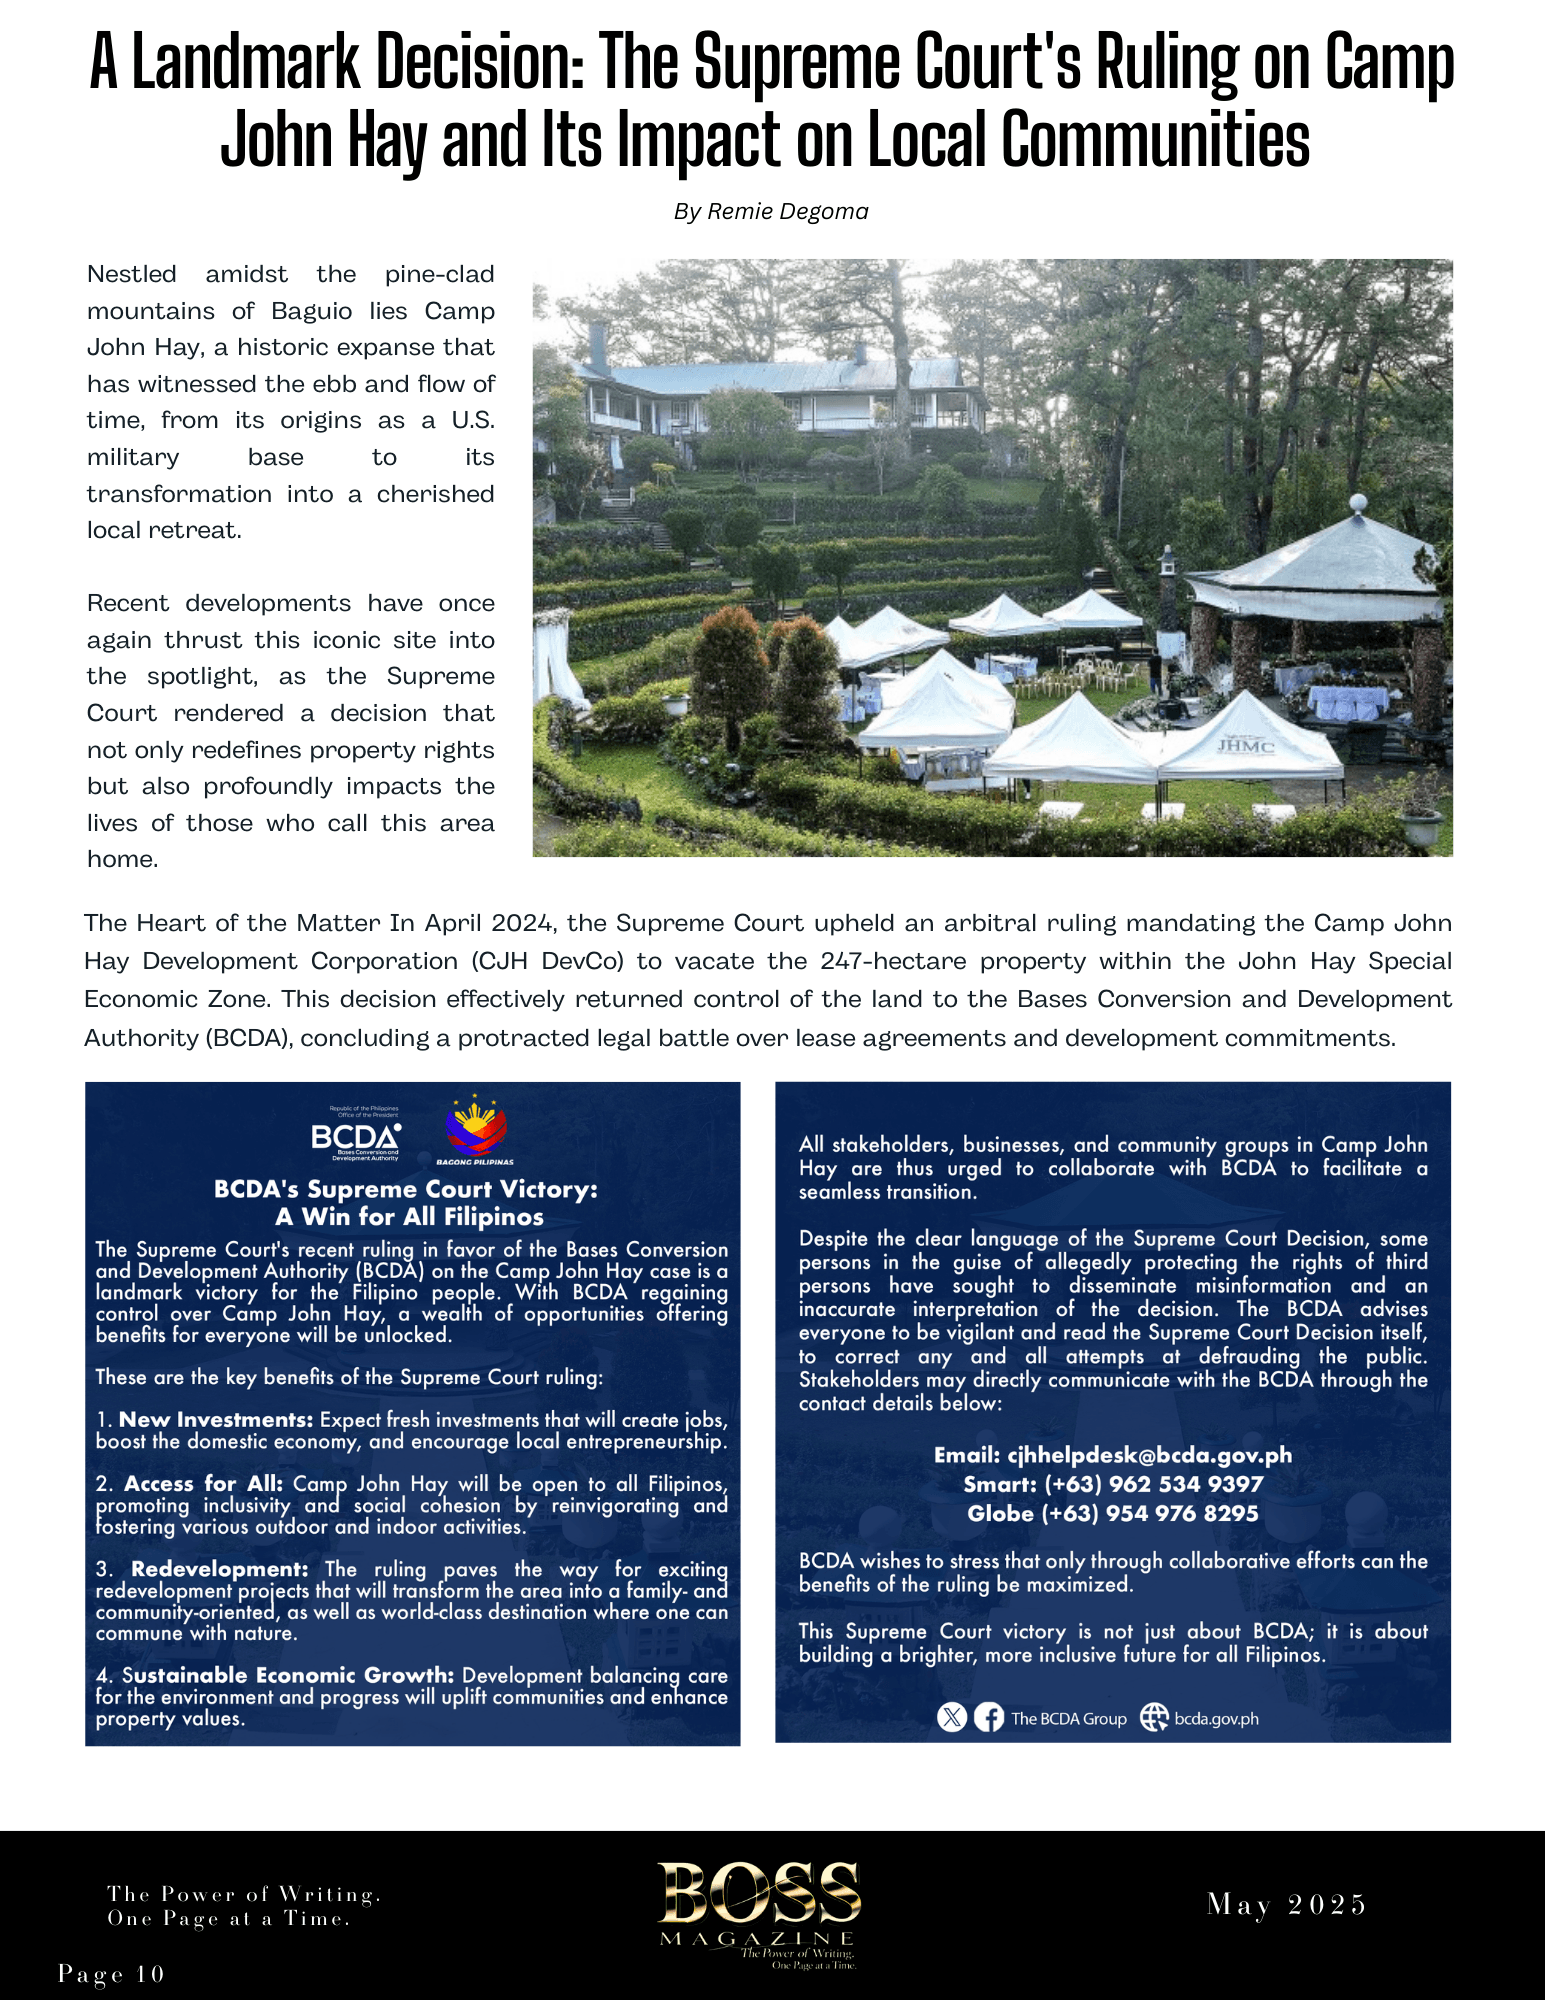 A Landmark Decision: The Supreme Court's Ruling on Camp
John Hay and Its Impact on Local Communities
By Remie Degoma
Nestled amidst the pine-clad
mountains of Baguio lies Camp
John Hay, a historic expanse that
has witnessed the ebb and flow of
time, from its origins as a U.S.
military base to its
transformation into a cherished
local retreat.
Recent developments have once
again thrust this iconic site into
the spotlight, as the Supreme
Court rendered a decision that
not only redefines property rights
but also profoundly impacts the
lives of those who call this area
home.
JHMC
The Heart of the Matter In April 2024, the Supreme Court upheld an arbitral ruling mandating the Camp John
Hay Development Corporation (CJH DevCo) to vacate the 247-hectare property within the John Hay Special
Economic Zone. This decision effectively returned control of the land to the Bases Conversion and Development
Authority (BCDA), concluding a protracted legal battle over lease agreements and development commitments.
Republic of the Philippines
Office of the President
BCDA
Bases Conversion and
Development Authority
BAGONG PILIPINAS
BCDA's Supreme Court Victory:
A Win for All Filipinos
The Supreme Court's recent ruling in favor of the Bases Conversion
and Development Authority (BCDA) on the Camp John Hay case is a
landmark victory for the Filipino people. With BCDA regaining
control over Camp John Hay, a wealth of opportunities offering
benefits for everyone will be unlocked.
These are the key benefits of the Supreme Court ruling:
1. New Investments: Expect fresh investments that will create jobs,
boost the domestic economy, and encourage local entrepreneurship.
2. Access for All: Camp John Hay will be open to all Filipinos,
promoting inclusivity and social cohesion by reinvigorating and
fostering various outdoor and indoor activities.
3. Redevelopment: The ruling paves the way for exciting
redevelopment projects that will transform the area into a family- and
community-oriented, as well as world-class destination where one can
commune with nature.
4. Sustainable Economic Growth: Development balancing care
for the environment and progress will uplift communities and enhance
property values.
All stakeholders, businesses, and community groups in Camp John
Hay are thus urged to collaborate with BCDA to facilitate a
seamless transition.
Despite the clear language of the Supreme Court Decision, some
persons in the guise of allegedly protecting the rights of third
persons have sought to disseminate misinformation and an
inaccurate interpretation of the decision. The BCDA advises
everyone to be vigilant and read the Supreme Court Decision itself,
to correct any and all attempts at defrauding the public.
Stakeholders may directly communicate with the BCDA through the
contact details below:
Email: cjhhelpdesk@bcda.gov.ph
Smart: (+63) 962 534 9397
Globe (+63) 954 976 8295
BCDA wishes to stress that only through collaborative efforts can the
benefits of the ruling be maximized.
This Supreme Court victory is not just about BCDA; it is about
building a brighter, more inclusive future for all Filipinos.
The BCDA Group bcda.gov.ph
The Power of Writing.
One Page at a Time.
BOSS
MAGAZINE
The Power of Writing.
One Page at a Time.
May 2025
Page 10